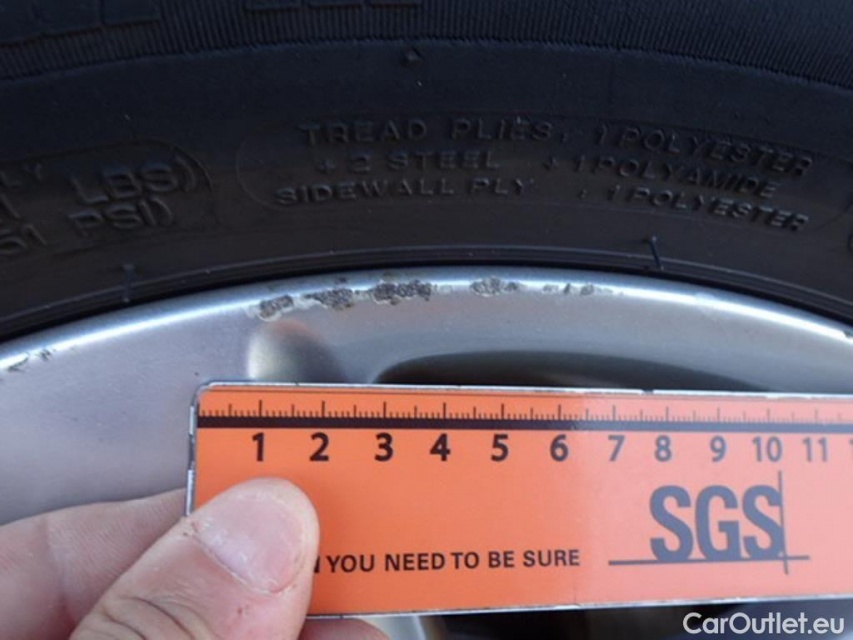 TREAD PLIES: 1 POLYESTER
+ 2 STEEL + 1 POLYAMIDE
SIDEWALL PLY : 1 POLYESTER
LBS)
PSI)
1 2 3 4 5 6 7 8 9 10 11
SGS
YOU NEED TO BE SURE
CarOutlet.eu